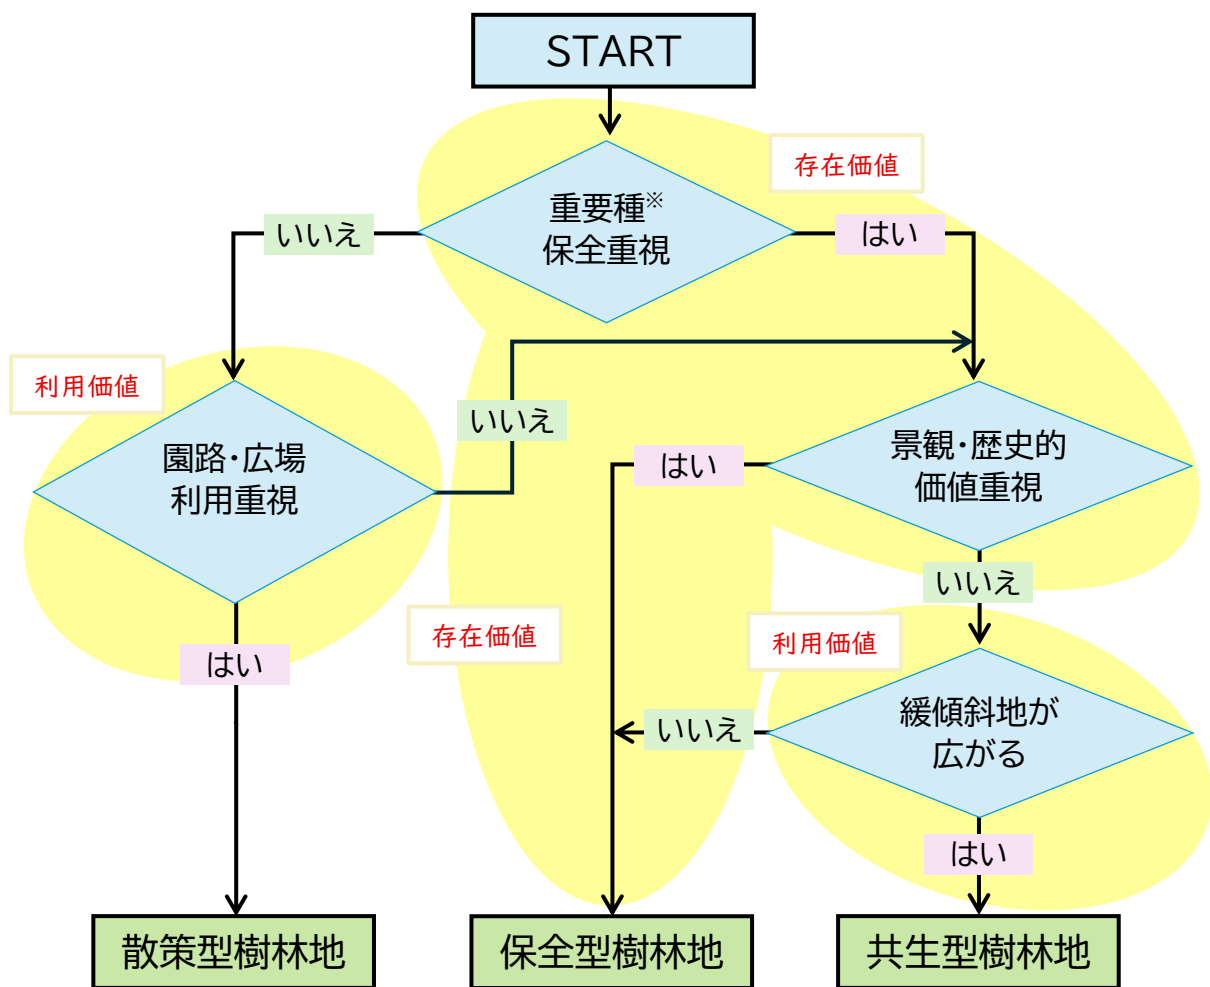 START
存在価値
重要種※
保全重視
いいえ
はい
利用価値
園路・広場
利用重視
いいえ
景観・歴史的
価値重視
はい
いいえ
存在価値
利用価値
はい
緩傾斜地が
広がる
いいえ
はい
散策型樹林地
保全型樹林地
共生型樹林地